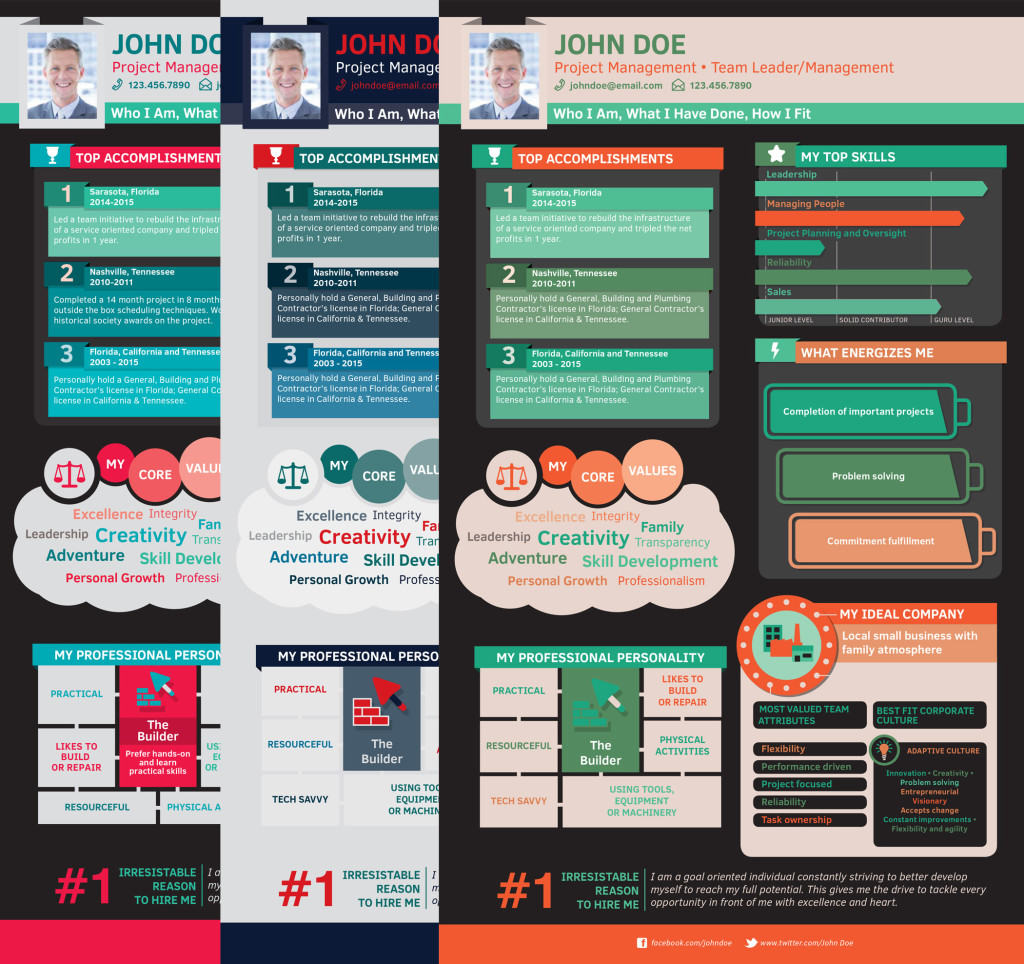 JOHN DO
Project Manager
123.456.7890
Who I Am, What
TOP ACCOMPLISHMENT
1
Sarasota, Florida
2014-2015
Led a team initiative to rebuild the infrastr
of a service oriented company and tripled
profits in 1 year.
2
Nashville, Tennessee
2010-2011
Completed a 14 month project in 8 month
outside the box scheduling techniques. Wo
historical society awards on the project.
3
Florida, California and Tennesse
2003 - 2015
Personally hold a General, Building and Pl
Contractor's license in Florida; General C
license in California & Tennessee.
MY
CORE
VALU
Excellence Integrity
Leadership Creativity Fam
Trans
Adventure Skill Develo
Personal Growth Professi
MY PROFESSIONAL PERSON
PRACTICAL
The
Builder
Prefer hands-on
and learn
practical skills
LIKES TO
BUILD
OR REPAIR
RESOURCEFUL
PHYSICAL A
#1
IRRESISTABLE
REASON
TO HIRE ME
I a
my
op
JOHN DO
Project Manage
johndoe@email.com
Who I Am, What
TOP ACCOMPLISHMEN
1
Sarasota, Florida
2014-2015
Led a team initiative to rebuild the infras
of a service oriented company and tripled
profits in 1 year.
2
Nashville, Tennessee
2010-2011
Personally hold a General, Building and P
Contractor's license in Florida; General C
license in California & Tennessee.
3
Florida, California and Tenness
2003 - 2015
Personally hold a General, Building and P
Contractor's license in Florida; General C
license in California & Tennessee.
MY
CORE
VALU
Excellence Integrity
Leadership Creativity Fa
Trans
Adventure Skill Devel
Personal Growth Profess
MY PROFESSIONAL PERSO
PRACTICAL
The
Builder
RESOURCEFUL
TECH SAVVY
USING TOO
EQUIPME
OR MACHIN
#1
IRRESISTABLE
REASON
TO HIRE ME
I
m
op
JOHN DOE
Project Management • Team Leader/Management
johndoe@email.com 123.456.7890
Who I Am, What I Have Done, How I Fit
TOP ACCOMPLISHMENTS
1
Sarasota, Florida
2014-2015
Led a team initiative to rebuild the infrastructure
of a service oriented company and tripled the net
profits in 1 year.
2
Nashville, Tennessee
2010-2011
Personally hold a General, Building and Plumbing
Contractor's license in Florida; General Contractor's
license in California & Tennessee.
3
Florida, California and Tennessee
2003 - 2015
Personally hold a General, Building and Plumbing
Contractor's license in Florida; General Contractor's
license in California & Tennessee.
MY
CORE
VALUES
Excellence Integrity
Leadership Creativity Family
Transparency
Adventure Skill Development
Personal Growth Professionalism
MY PROFESSIONAL PERSONALITY
PRACTICAL
The
Builder
LIKES TO
BUILD
OR REPAIR
RESOURCEFUL
PHYSICAL
ACTIVITIES
TECH SAVVY
USING TOOLS,
EQUIPMENT
OR MACHINERY
MY TOP SKILLS
Leadership
Managing People
Project Planning and Oversight
Reliability
Sales
JUNIOR LEVEL SOLID CONTRIBUTOR GURU LEVEL
WHAT ENERGIZES ME
Completion of important projects
Problem solving
Commitment fulfillment
MY IDEAL COMPANY
Local small business with
family atmosphere
MOST VALUED TEAM
ATTRIBUTES
Flexibility
Performance driven
Project focused
Reliability
Task ownership
BEST FIT CORPORATE
CULTURE
ADAPTIVE CULTURE
Innovation • Creativity •
Problem solving
Entrepreneurial
Visionary
Accepts change
Constant improvements •
Flexibility and agility
#1
IRRESISTABLE
REASON
TO HIRE ME
I am a goal oriented individual constantly striving to better develop
myself to reach my full potential. This gives me the drive to tackle every
opportunity in front of me with excellence and heart.
facebook.com/johndoe www.twitter.com/John Doe